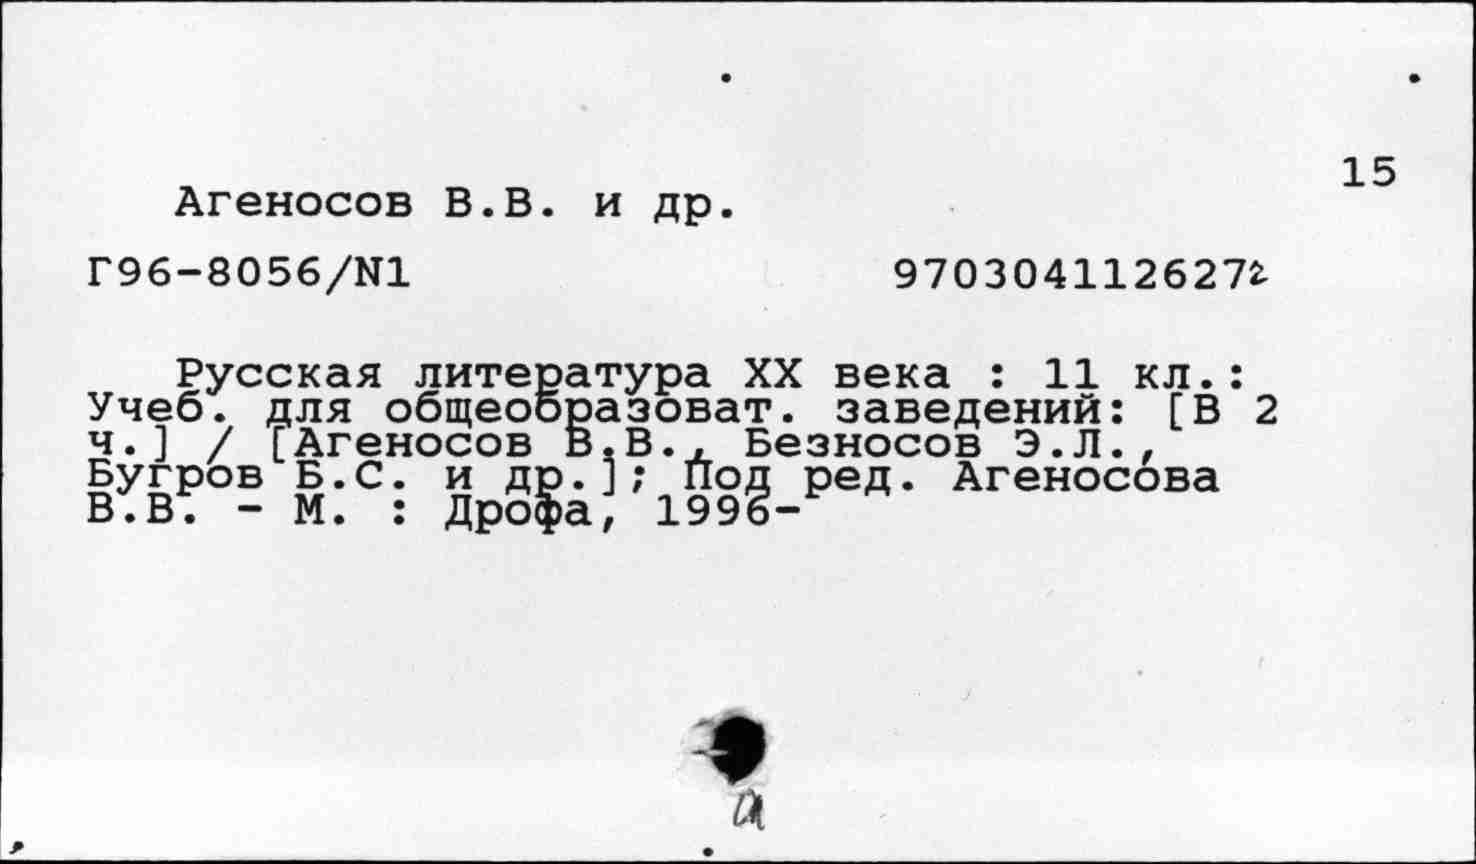 15
Агеносов В.В. и др.
Г96-8056/N1 970304112627
Русская литература XX века : 11 кл.:
Учеб. для общеобразоват. заведений: [В 2
ч.] / [Агеносов В.В., Безносов Э.Л.,
Бугров Б.С. и др.]; Под ред. Агеносова
В.В. - М. : Дрофа, 1996-